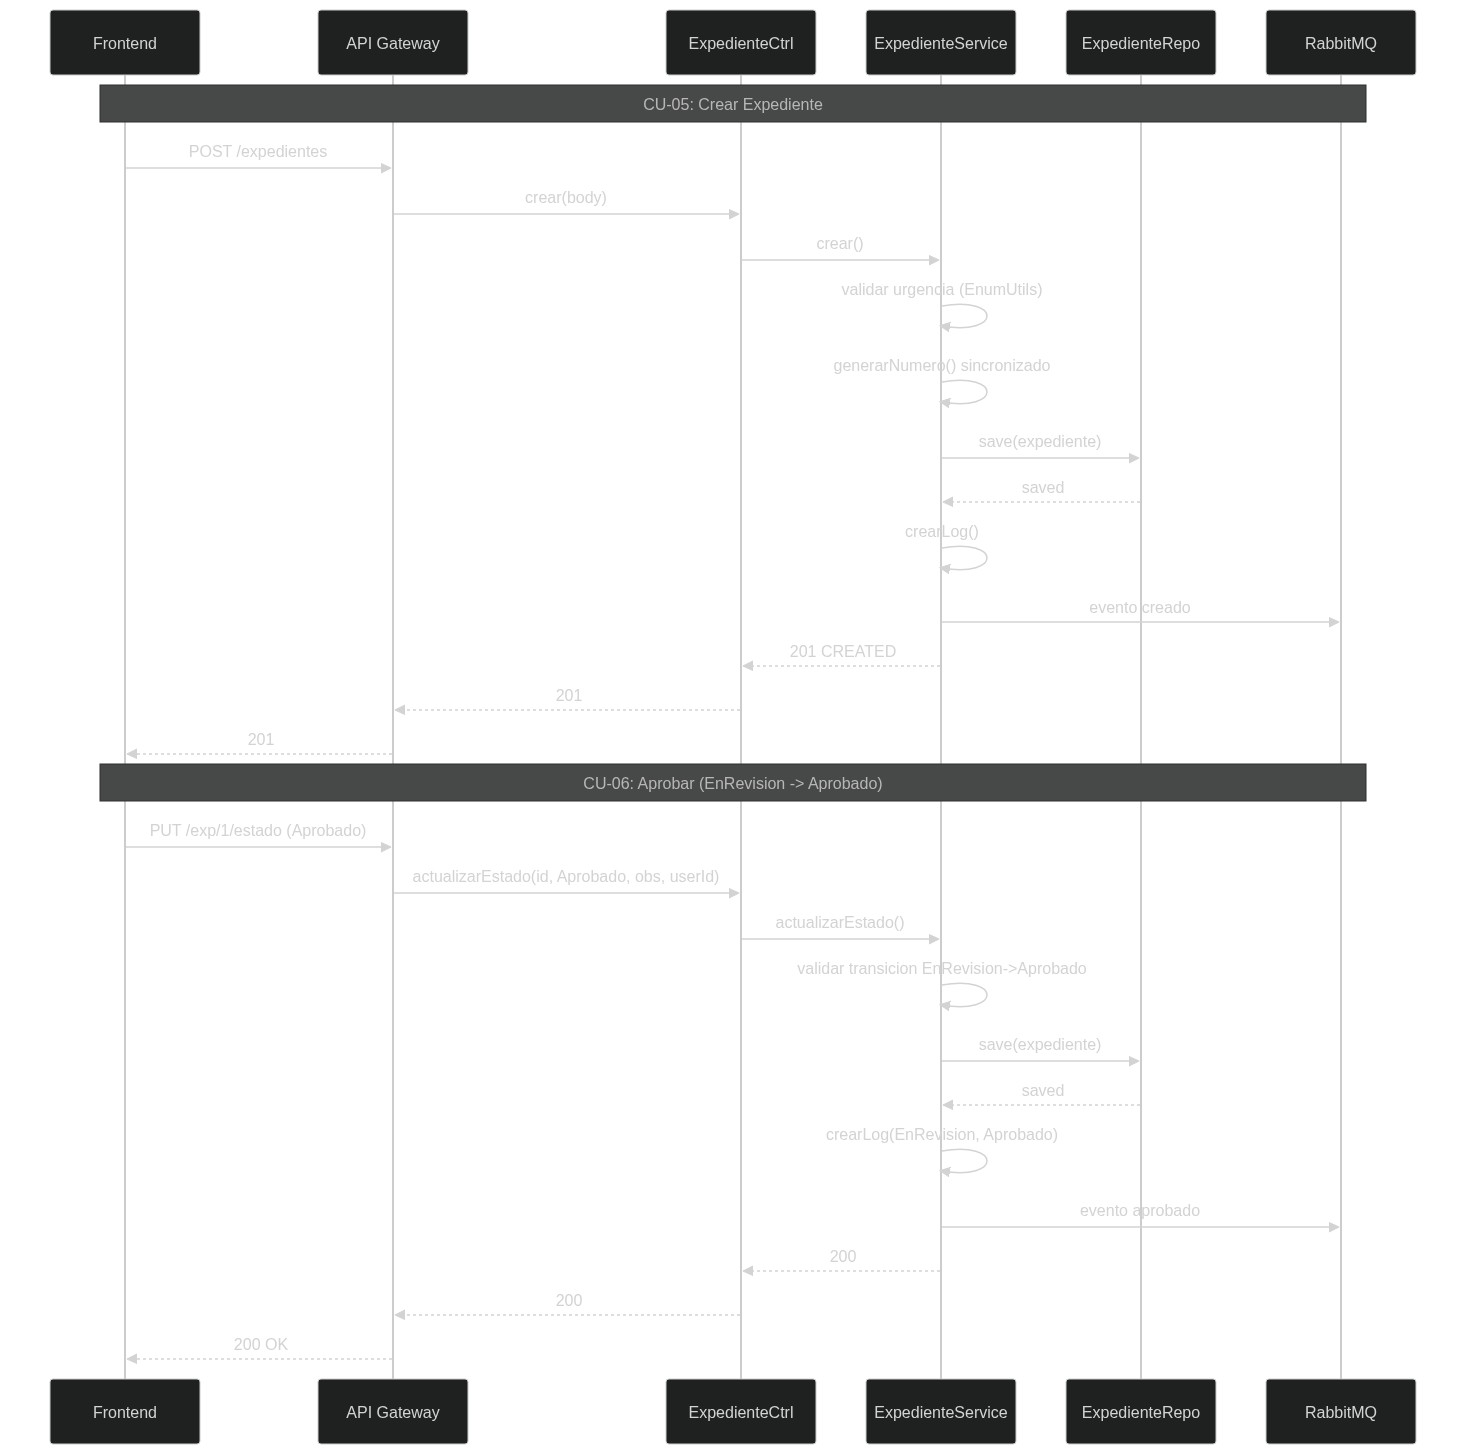 Frontend
API Gateway
ExpedienteCtrl
ExpedienteService
ExpedienteRepo
RabbitMQ
CU-05: Crear Expediente
POST /expedientes
crear(body)
crear()
validar urgencia (EnumUtils)
generarNumero() sincronizado
save(expediente)
saved
crearLog()
evento creado
201 CREATED
201
201
CU-06: Aprobar (EnRevision -> Aprobado)
PUT /exp/1/estado (Aprobado)
actualizarEstado(id, Aprobado, obs, userId)
actualizarEstado()
validar transicion EnRevision->Aprobado
save(expediente)
saved
crearLog(EnRevision, Aprobado)
evento aprobado
200
200
200 OK
Frontend
API Gateway
ExpedienteCtrl
ExpedienteService
ExpedienteRepo
RabbitMQ